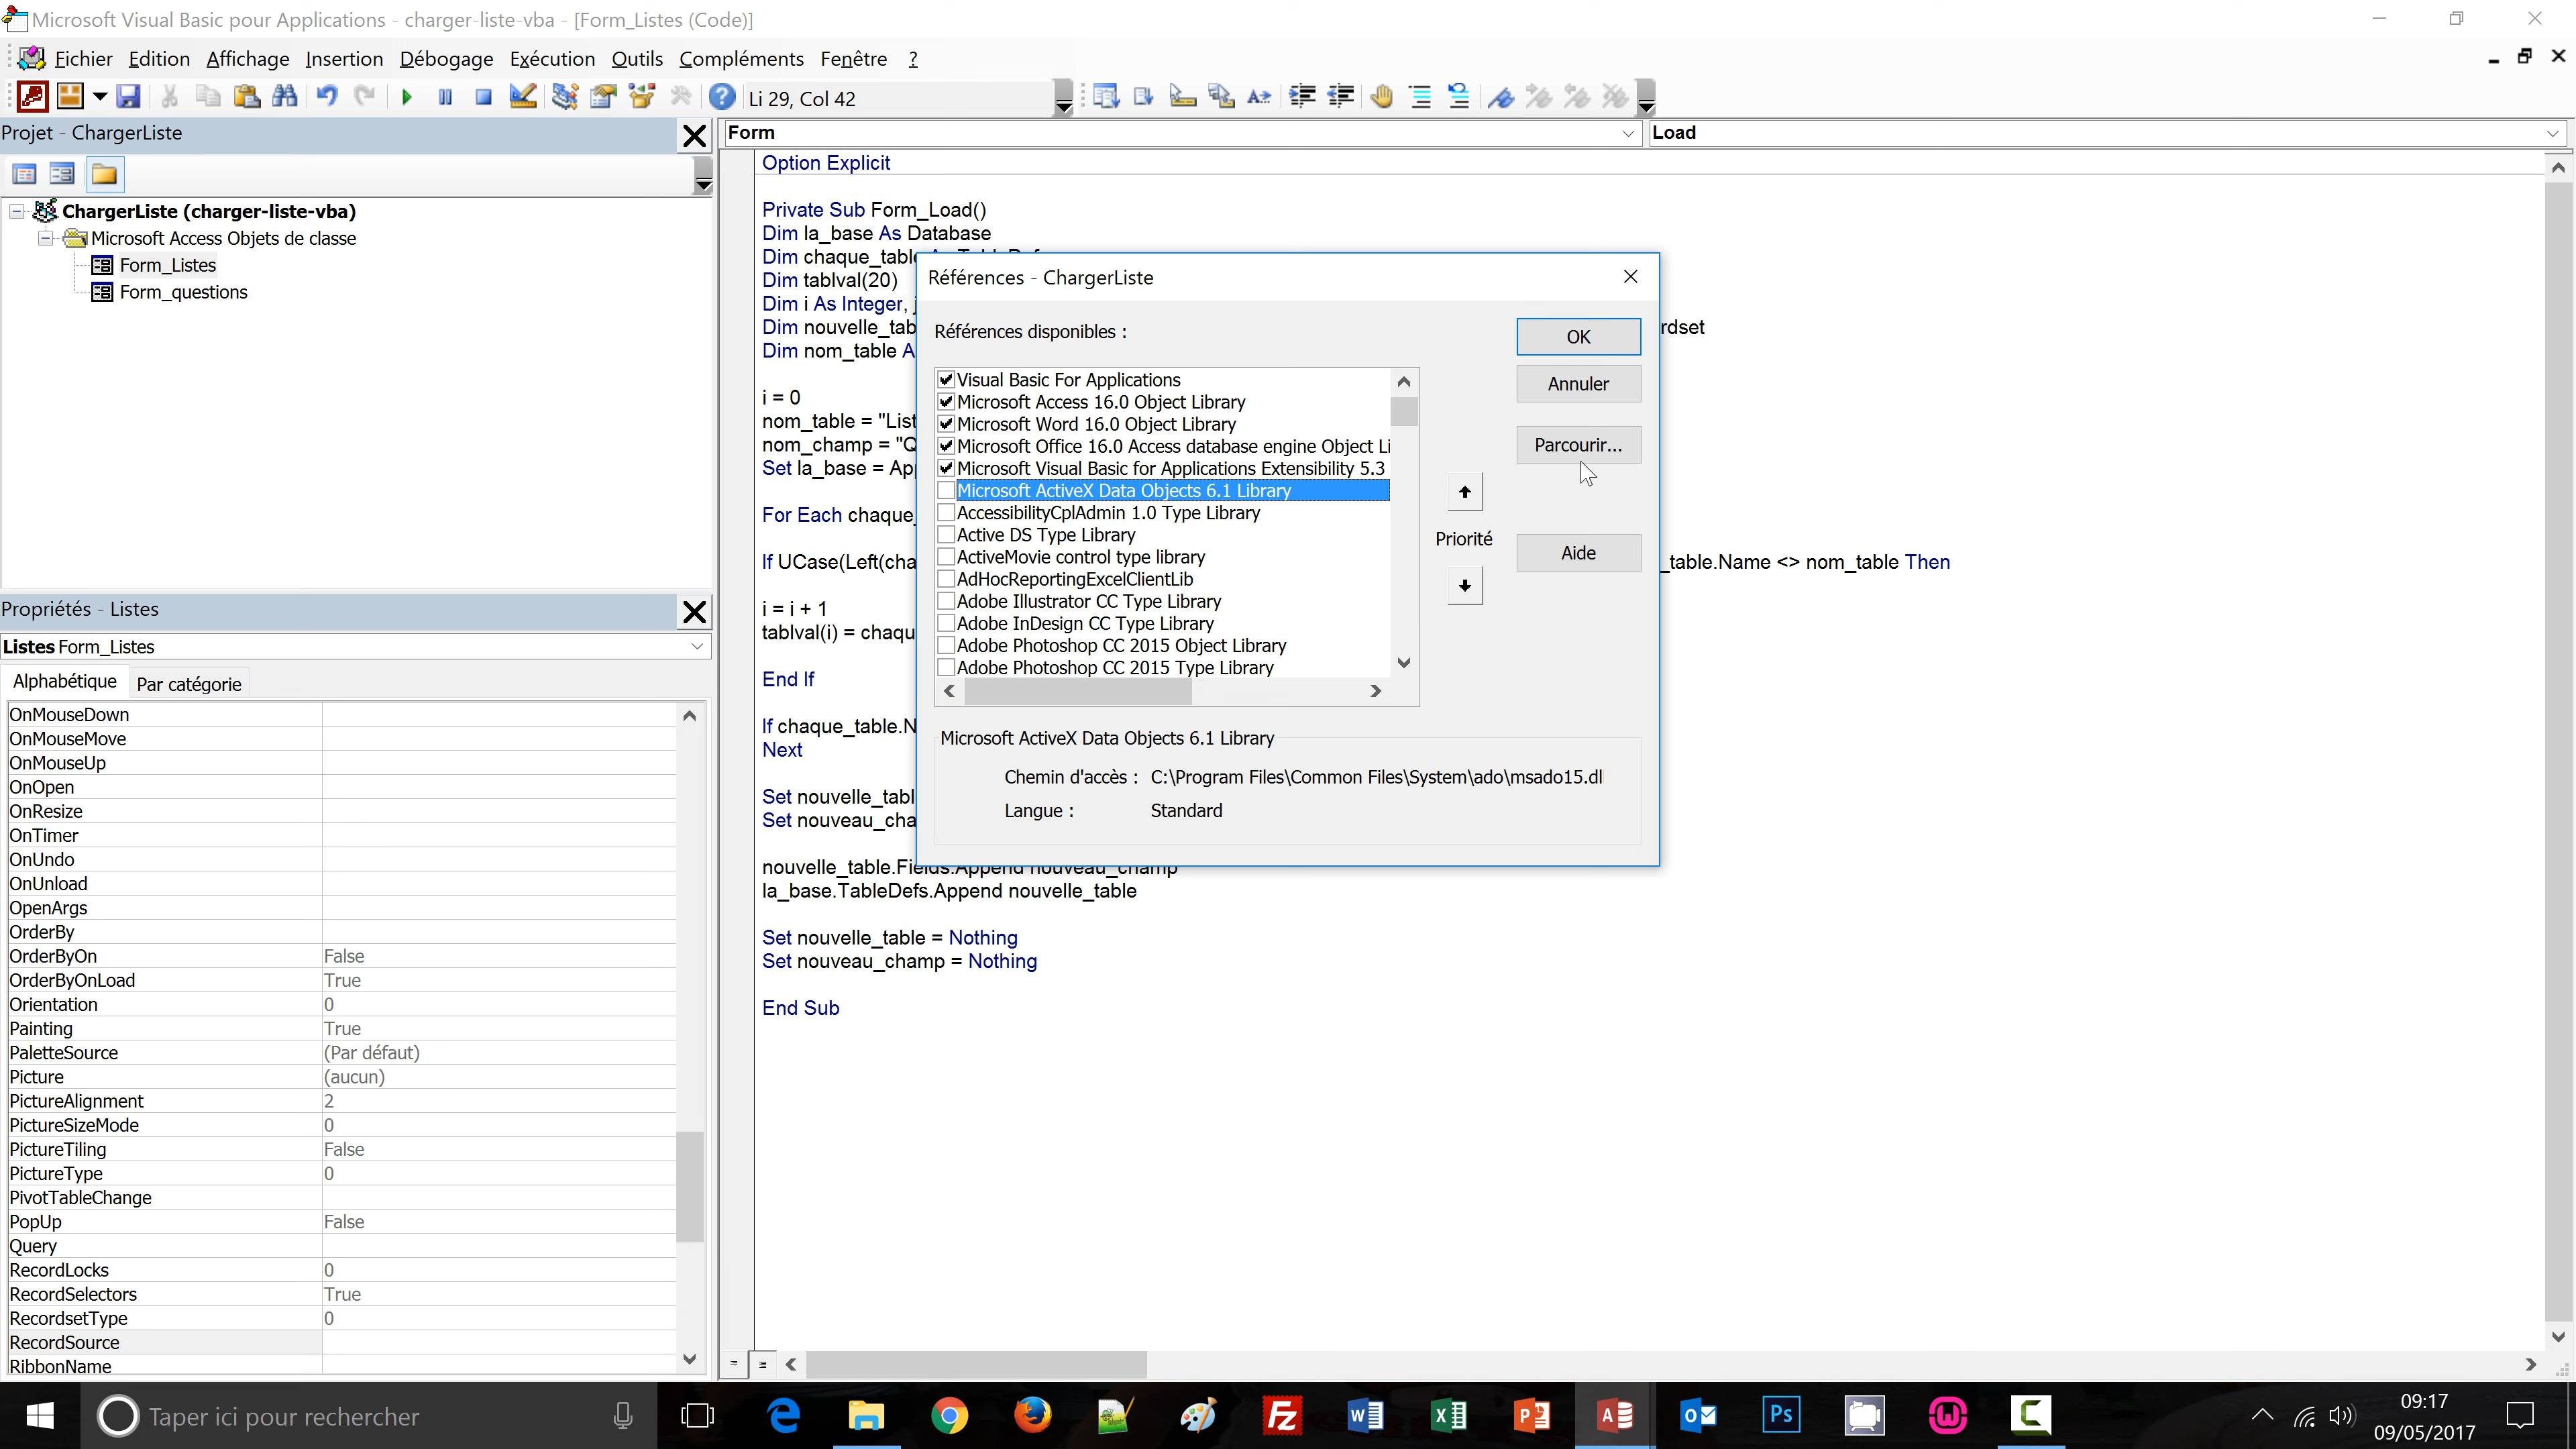 Microsoft Visual Basic pour Applications - charger-liste-vba - [Form_Listes (Code)]
Fichier Edition Affichage Insertion Débogage Exécution Outils Compléments Fenêtre ?
Li 29, Col 42
Projet - ChargerListe
ChargerListe (charger-liste-vba)
Microsoft Access Objets de classe
Form_Listes
Form_questions
Propriétés - Listes
Listes Form_Listes
Alphabétique Par catégorie
OnMouseDown
OnMouseMove
OnMouseUp
OnOpen
OnResize
OnTimer
OnUndo
OnUnload
OpenArgs
OrderBy
OrderByOn False
OrderByOnLoad True
Orientation 0
Painting True
PaletteSource (Par défaut)
Picture (aucun)
PictureAlignment 2
PictureSizeMode 0
PictureTiling False
PictureType 0
PivotTableChange
PopUp False
Query
RecordLocks 0
RecordSelectors True
RecordsetType 0
RecordSource
RibbonName
Form Load
Option Explicit
Private Sub Form_Load()
Dim la_base As Database
Dim chaque_table
Dim tablval(20)
Dim i As Integer,
Dim nouvelle_tab rdset
Dim nom_table A
i = 0
nom_table = "List
nom_champ = "Q
Set la_base = Ap
For Each chaque_
If UCase(Left(cha _table.Name <> nom_table Then
i = i + 1
tablval(i) = chaqu
End If
If chaque_table.N
Next
Set nouvelle_tabl
Set nouveau_cha
nouvelle_table.Fields.Append nouveau_champ
la_base.TableDefs.Append nouvelle_table
Set nouvelle_table = Nothing
Set nouveau_champ = Nothing
End Sub
Références - ChargerListe
Références disponibles :
Visual Basic For Applications
Microsoft Access 16.0 Object Library
Microsoft Word 16.0 Object Library
Microsoft Office 16.0 Access database engine Object Li
Microsoft Visual Basic for Applications Extensibility 5.3
Microsoft ActiveX Data Objects 6.1 Library
AccessibilityCplAdmin 1.0 Type Library
Active DS Type Library
ActiveMovie control type library
AdHocReportingExcelClientLib
Adobe Illustrator CC Type Library
Adobe InDesign CC Type Library
Adobe Photoshop CC 2015 Object Library
Adobe Photoshop CC 2015 Type Library
OK
Annuler
Parcourir...
Priorité
Aide
Microsoft ActiveX Data Objects 6.1 Library
Chemin d'accès : C:\Program Files\Common Files\System\ado\msado15.dl
Langue : Standard
Taper ici pour rechercher
09:17
09/05/2017